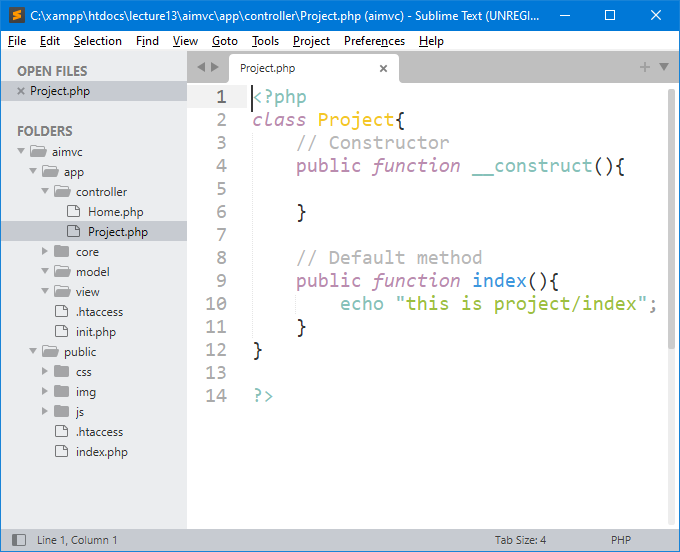 C:\xampp\htdocs\lecture13\aimvc\app\controller\Project.php (aimvc) - Sublime Text (UNREGI...
File Edit Selection Find View Goto Tools Project Preferences Help
OPEN FILES
Project.php
FOLDERS
aimvc
app
controller
Home.php
Project.php
core
model
view
.htaccess
init.php
public
css
img
js
.htaccess
index.php
Project.php
1 <?php
2 class Project{
3     // Constructor
4     public function __construct(){
5
6     }
7
8     // Default method
9     public function index(){
10         echo "this is project/index";
11     }
12 }
13
14 ?>
Line 1, Column 1 Tab Size: 4 PHP